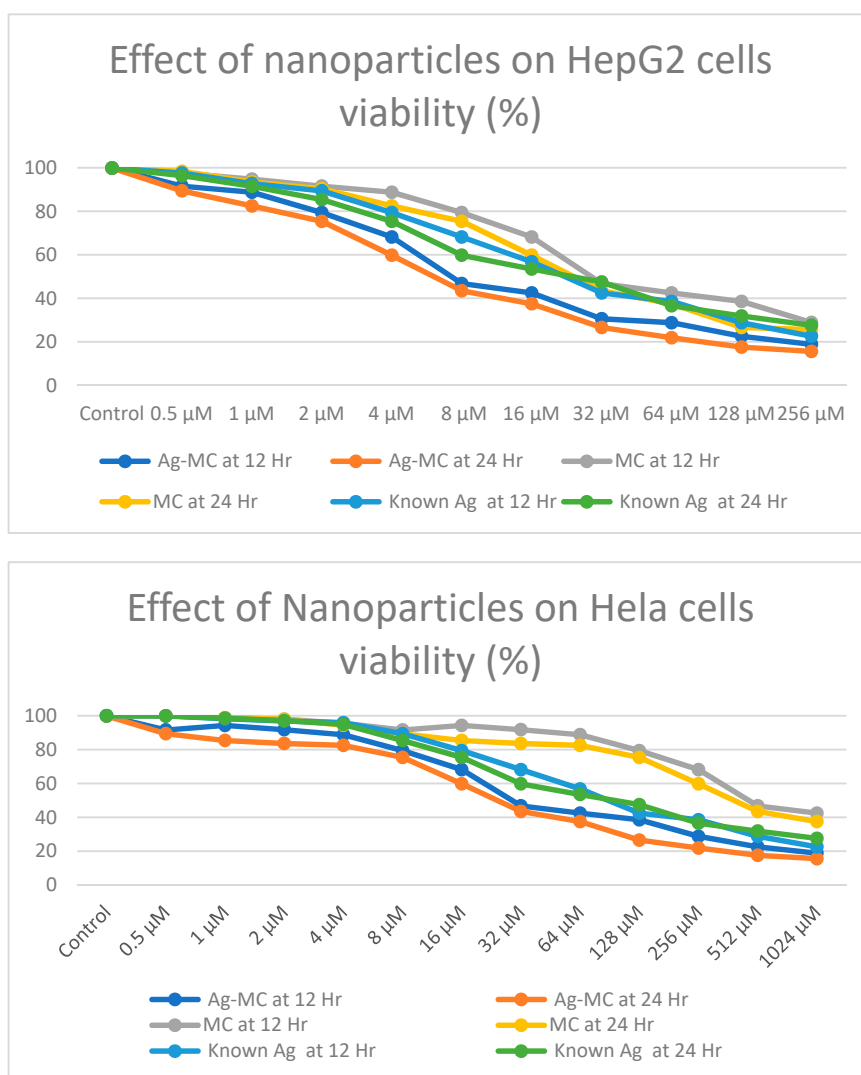 Effect of nanoparticles on HepG2 cells
viability (%)
100
80
60
40
20
0
Control 0.5 µM 1 µM 2 µM 4 µM 8 µM 16 µM 32 µM 64 µM 128 µM 256 µM
Ag-MC at 12 Hr Ag-MC at 24 Hr MC at 12 Hr
MC at 24 Hr Known Ag at 12 Hr Known Ag at 24 Hr
Effect of Nanoparticles on Hela cells
viability (%)
100
80
60
40
20
0
Control 0.5 µM 1 µM 2 µM 4 µM 8 µM 16 µM 32 µM 64 µM 128 µM 256 µM 512 µM 1024 µM
Ag-MC at 12 Hr Ag-MC at 24 Hr
MC at 12 Hr MC at 24 Hr
Known Ag at 12 Hr Known Ag at 24 Hr